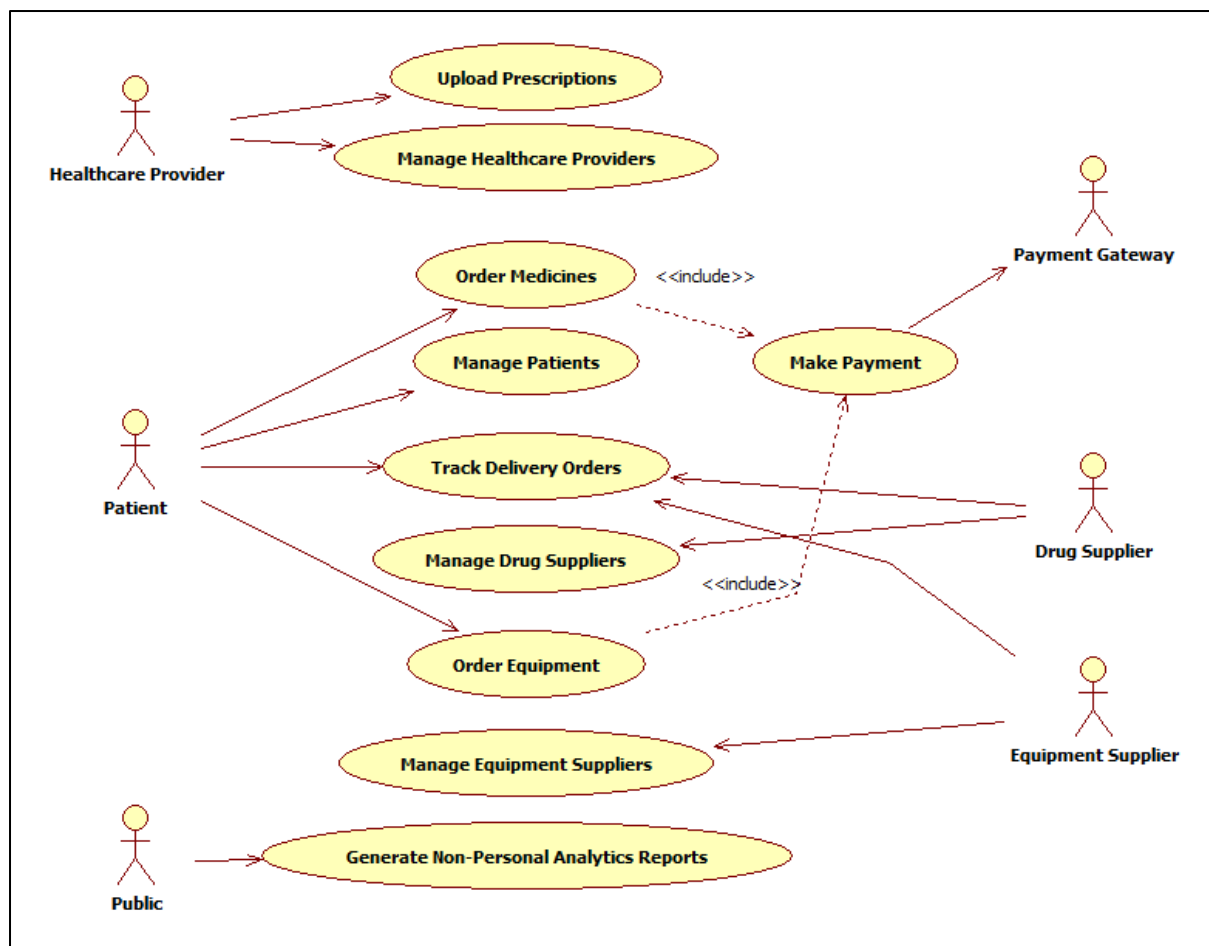 Upload Prescriptions
Manage Healthcare Providers
Healthcare Provider
Payment Gateway
Order Medicines
<<include>>
Manage Patients
Make Payment
Track Delivery Orders
Patient
Drug Supplier
Manage Drug Suppliers
<<include>>
Order Equipment
Equipment Supplier
Manage Equipment Suppliers
Generate Non-Personal Analytics Reports
Public